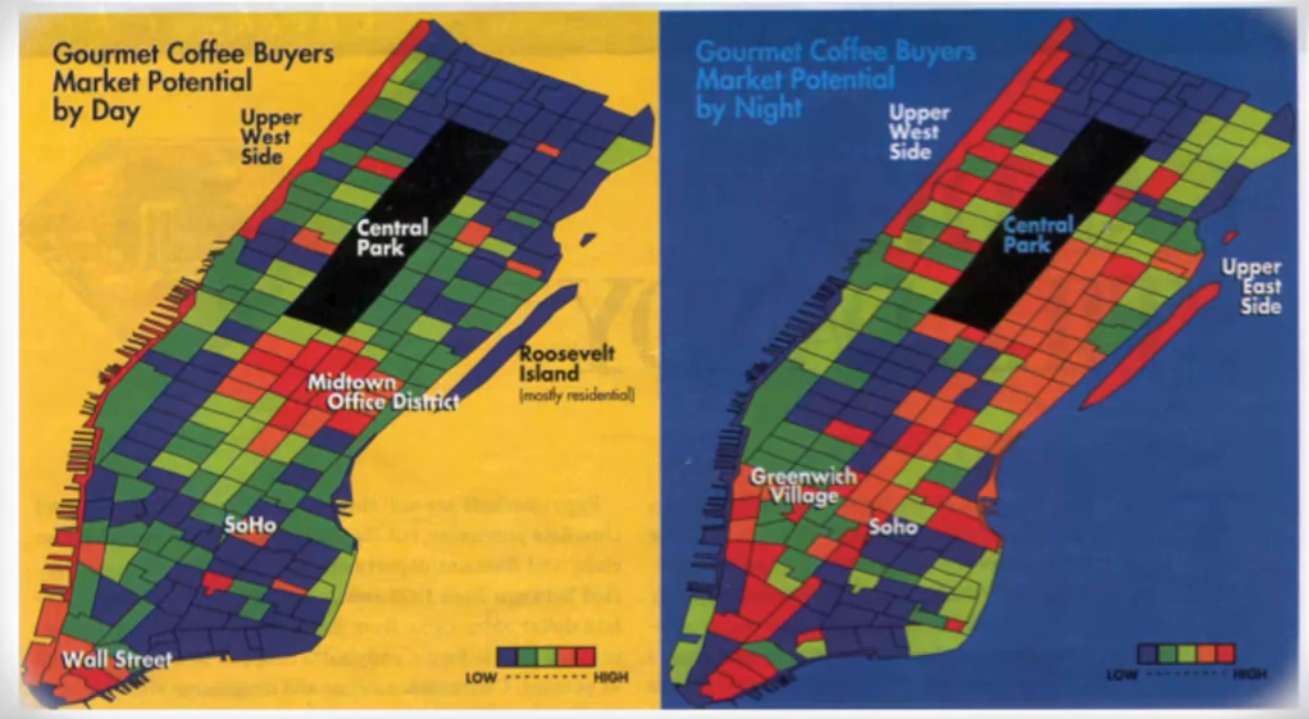 Gourmet Coffee Buyers
Market Potential
by Day
Upper
West
Side
Central
Park
Roosevelt
Island
(mostly residential)
Midtown
Office District
SoHo
Wall Street
LOW HIGH
Gourmet Coffee Buyers
Market Potential
by Night
Upper
West
Side
Central
Park
Upper
East
Side
Greenwich
Village
Soho
LOW HIGH